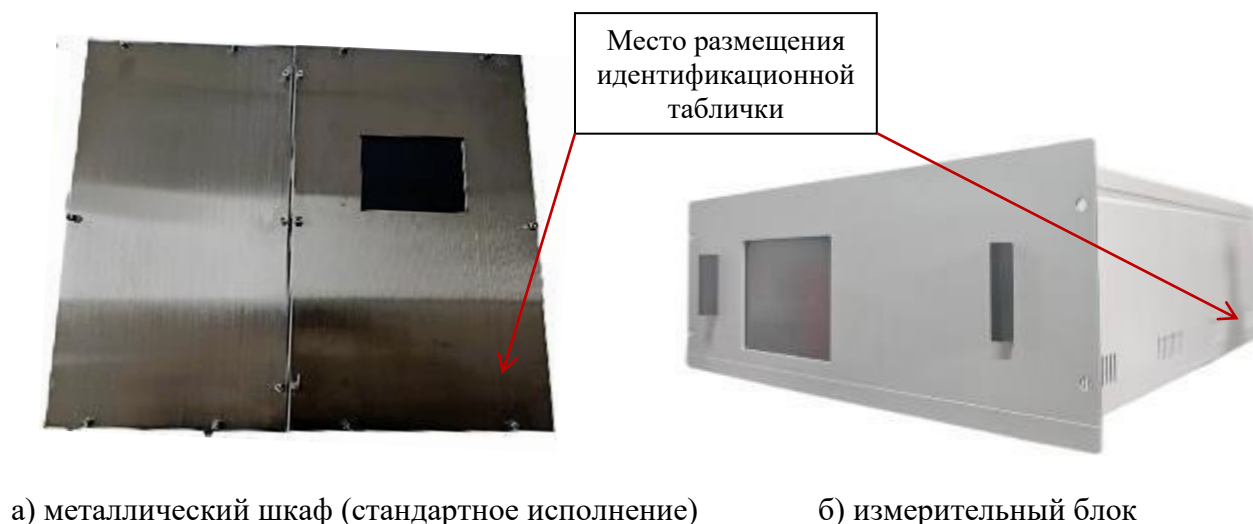 Место размещения
идентификационной
таблички
а) металлический шкаф (стандартное исполнение)
б) измерительный блок